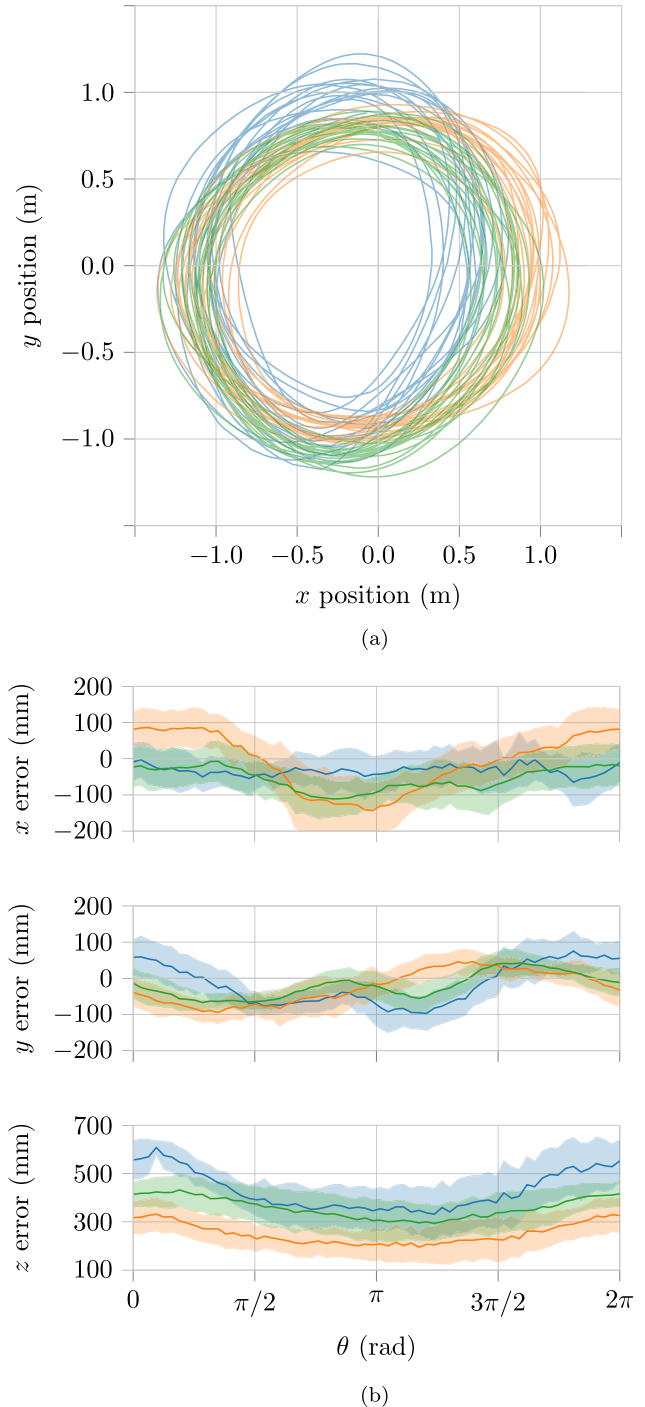 1.0
0.5
0.0
−0.5
−1.0
y position (m)
−1.0 −0.5 0.0 0.5 1.0
x position (m)
(a)
200
100
0
−100
−200
x error (mm)
200
100
0
−100
−200
y error (mm)
700
500
300
100
z error (mm)
0 π/2 π 3π/2 2π
θ (rad)
(b)